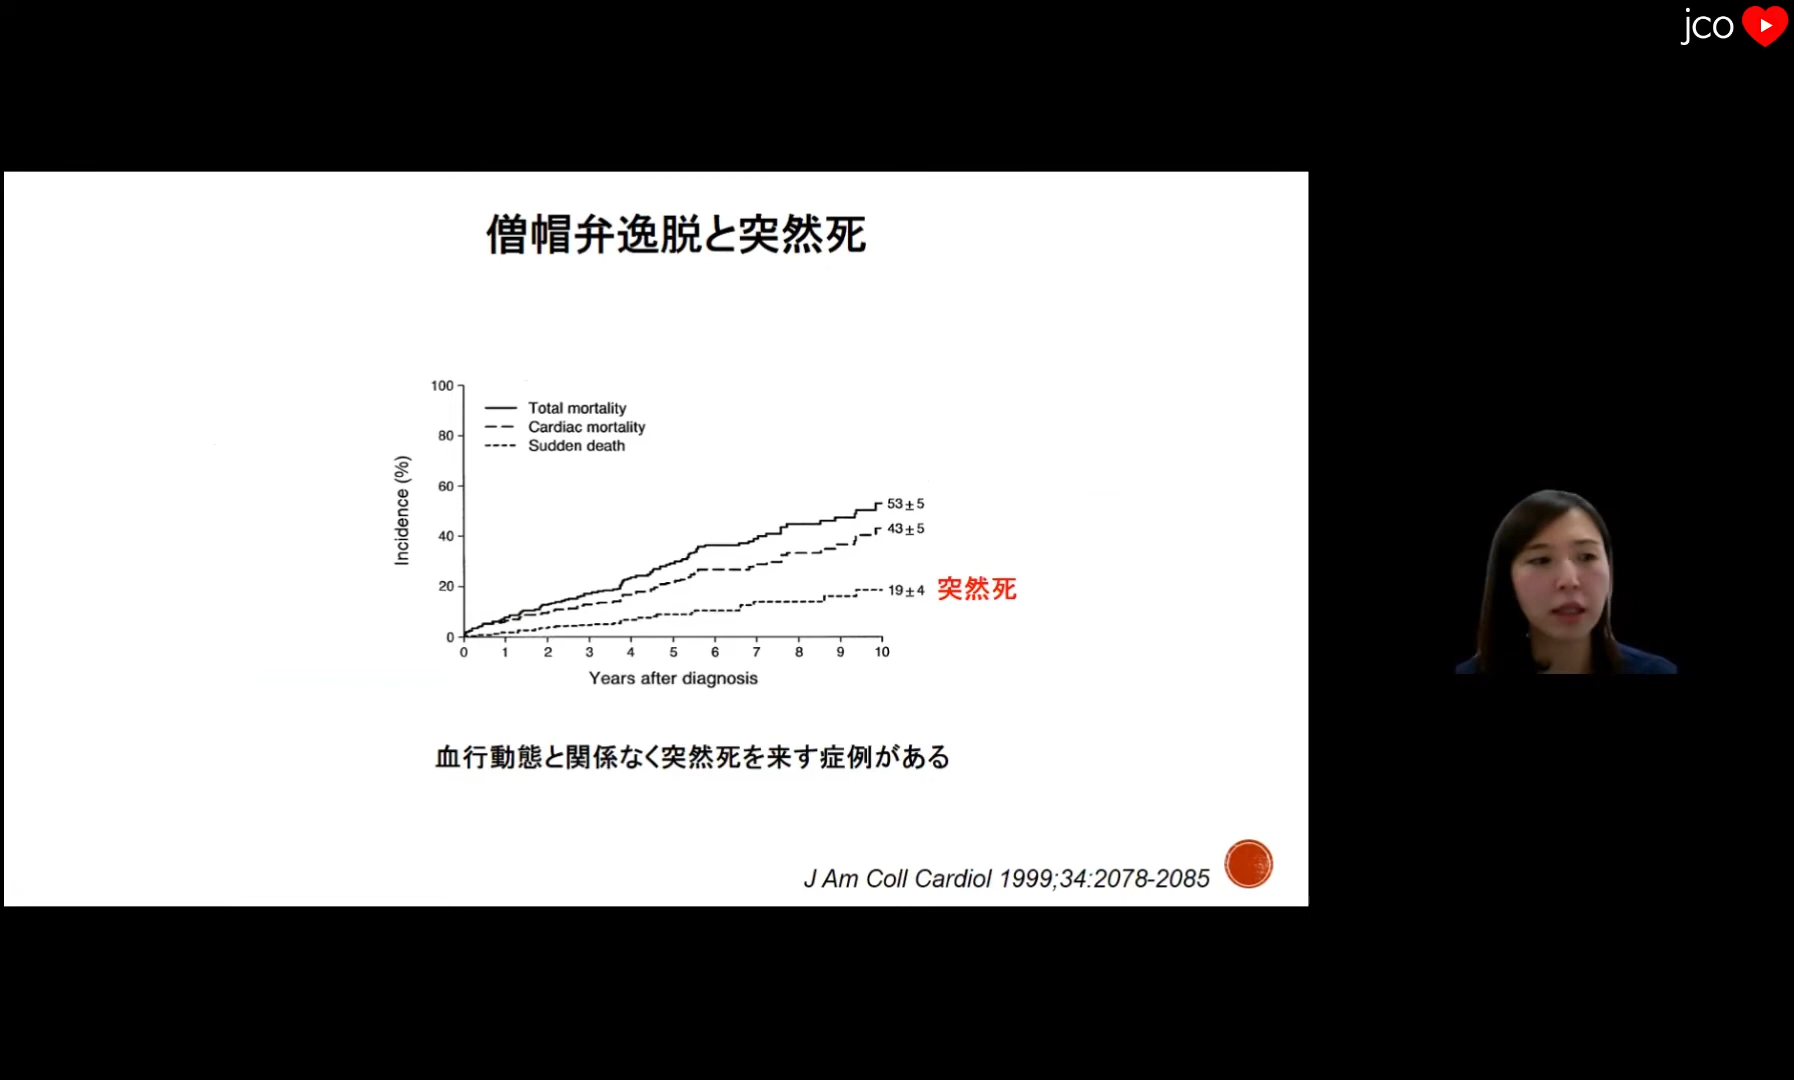 jco
僧帽弁逸脱と突然死
100
80
60
40
20
0
Incidence (%)
Total mortality
Cardiac mortality
Sudden death
53±5
43±5
19±4 突然死
0 1 2 3 4 5 6 7 8 9 10
Years after diagnosis
血行動態と関係なく突然死を来す症例がある
J Am Coll Cardiol 1999;34:2078-2085